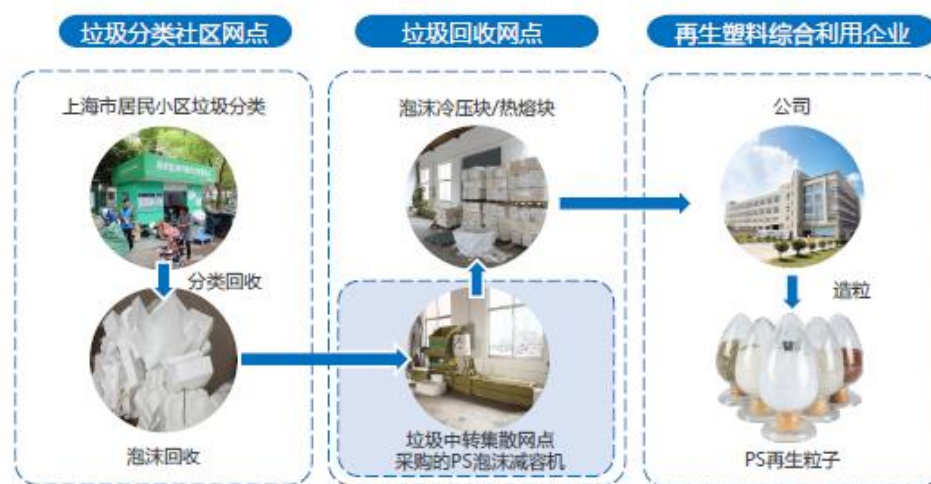 垃圾分类社区网点
垃圾回收网点
再生塑料综合利用企业
上海市居民小区垃圾分类
分类回收
泡沫回收
泡沫冷压块/热熔块
垃圾中转集散网点
采购的PS泡沫减容机
公司
造粒
PS再生粒子